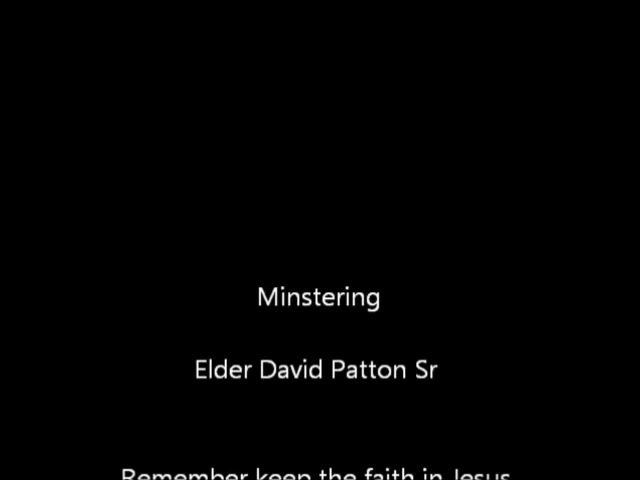 Minstering
Elder David Patton Sr
Remember keep the faith in Jesus